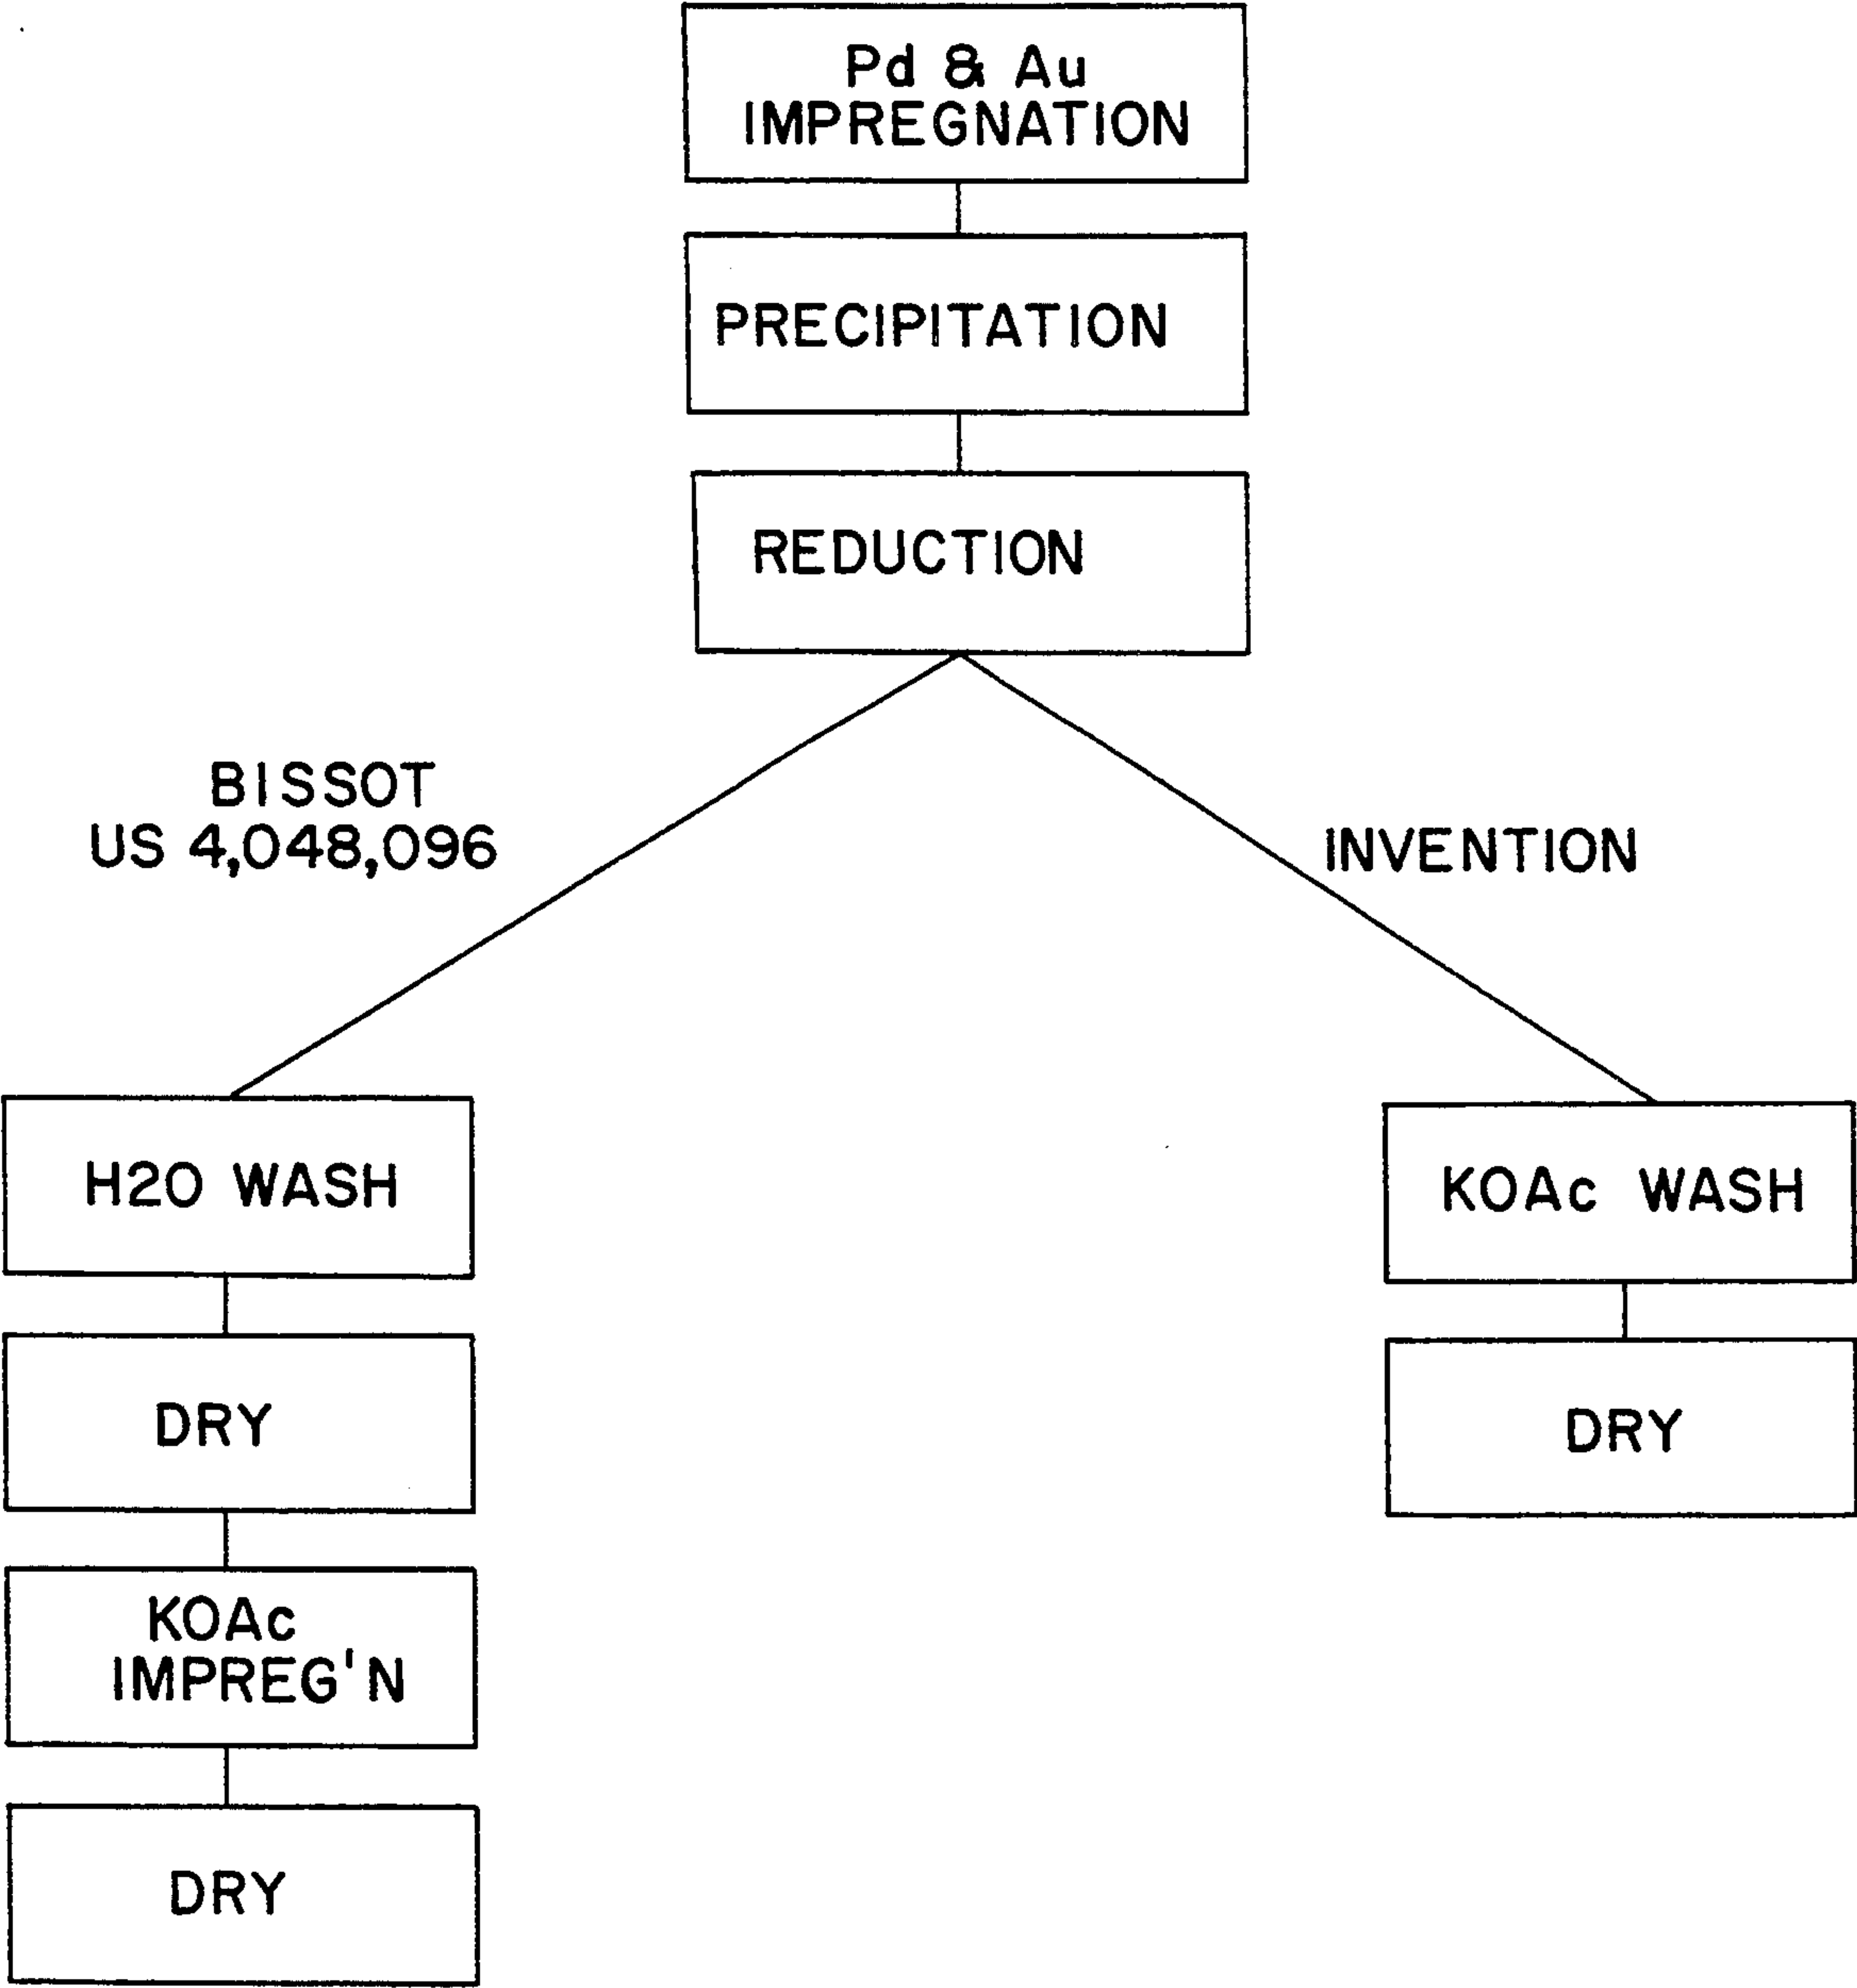 Pd & Au
IMPREGNATION
PRECIPITATION
REDUCTION
BISSOT
US 4,048,096
INVENTION
H2O WASH
DRY
KOAc
IMPREG'N
DRY
KOAc WASH
DRY